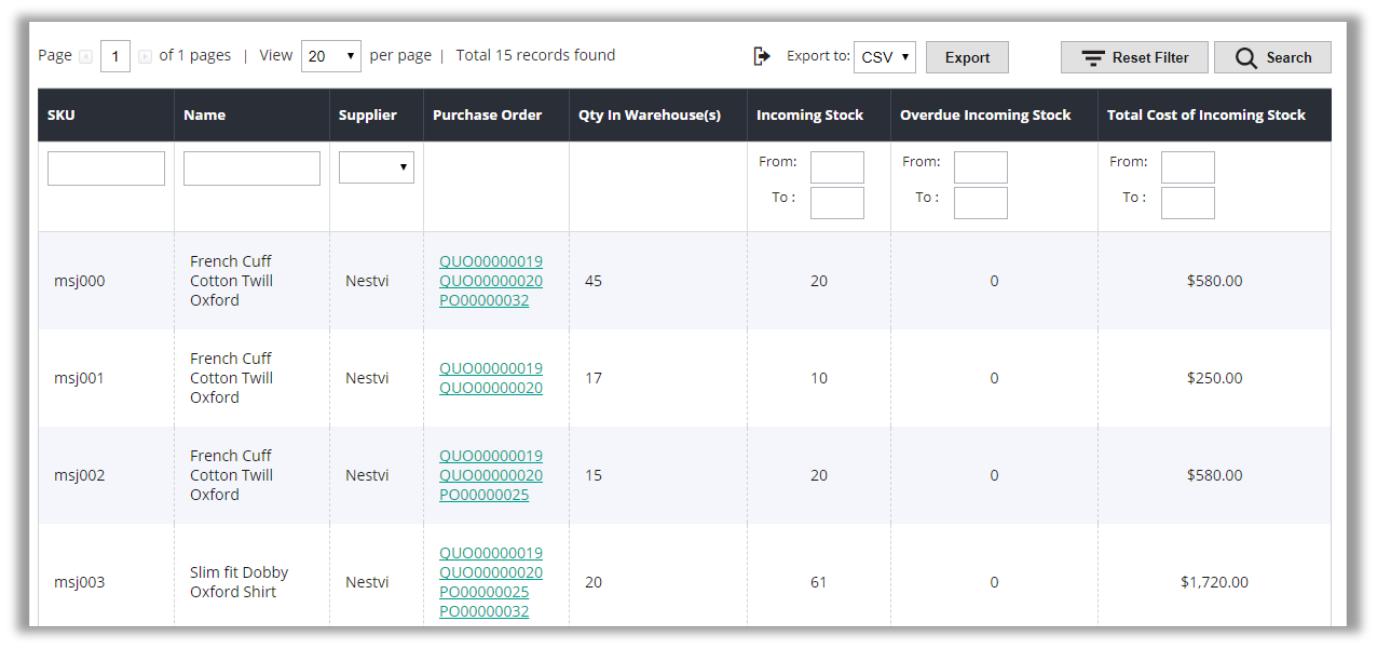 Page 1 of 1 pages | View 20 per page | Total 15 records found Export to: CSV Export Reset Filter Search
SKU Name Supplier Purchase Order Qty In Warehouse(s) Incoming Stock Overdue Incoming Stock Total Cost of Incoming Stock
From: From: From:
To : To : To :
French Cuff QUO00000019
msj000 Cotton Twill Nestvi QUO00000020 45 20 0 $580.00
Oxford PO00000032
French Cuff QUO00000019
msj001 Cotton Twill Nestvi 17 10 0 $250.00
Oxford QUO00000020
French Cuff QUO00000019
msj002 Cotton Twill Nestvi QUO00000020 15 20 0 $580.00
Oxford PO00000025
QUO00000019
Slim fit Dobby QUO00000020
msj003 Nestvi 20 61 0 $1,720.00
Oxford Shirt PO00000025
PO00000032